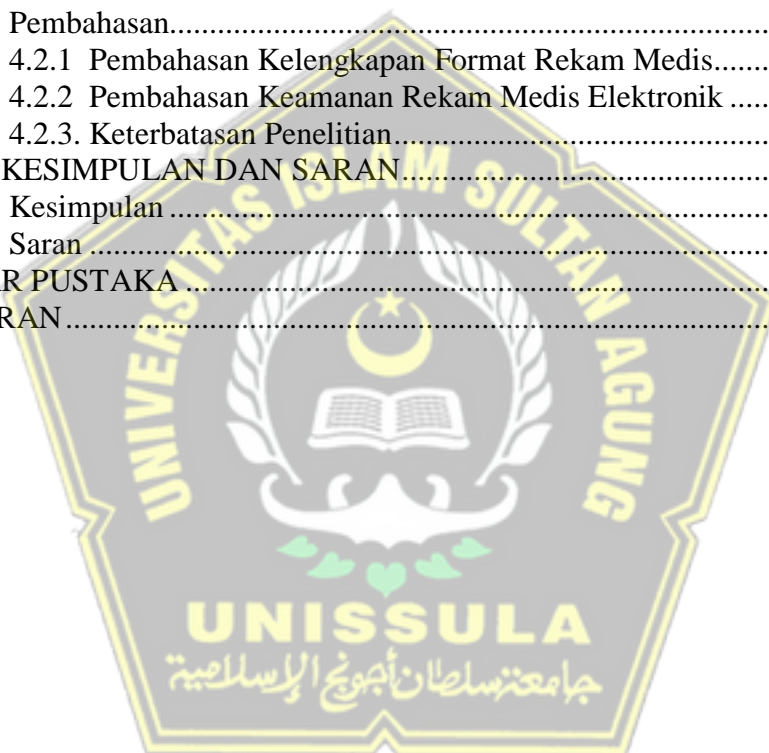 Pembahasan..........................................................................
4.2.1 Pembahasan Kelengkapan Format Rekam Medis.......
4.2.2 Pembahasan Keamanan Rekam Medis Elektronik .....
4.2.3. Keterbatasan Penelitian................................................
KESIMPULAN DAN SARAN..............................................
Kesimpulan ..........................................................................
Saran ....................................................................................
AR PUSTAKA .......................................................................
RAN.....................................................................................
UNIVERSITAS ISLAM SULTAN AGUNG
UNISSULA
جامعة سلطان أجونج الإسلامية